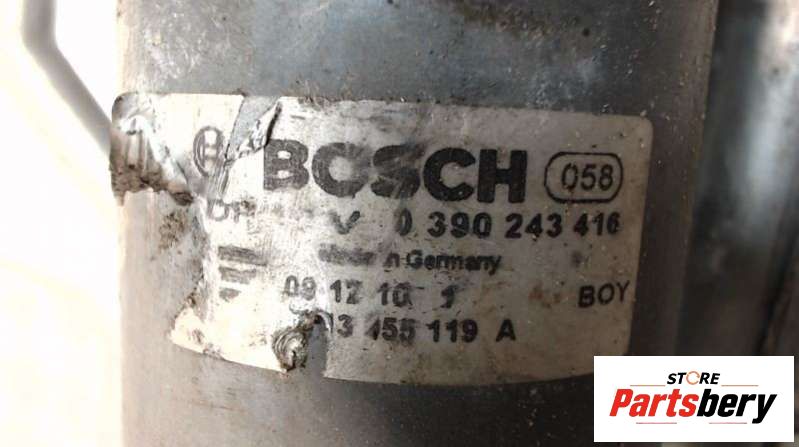 BOSCH 058
V 0 390 243 416
Made in Germany
09 12 10 BOY
3 455 119 A
STORE
Partsbery